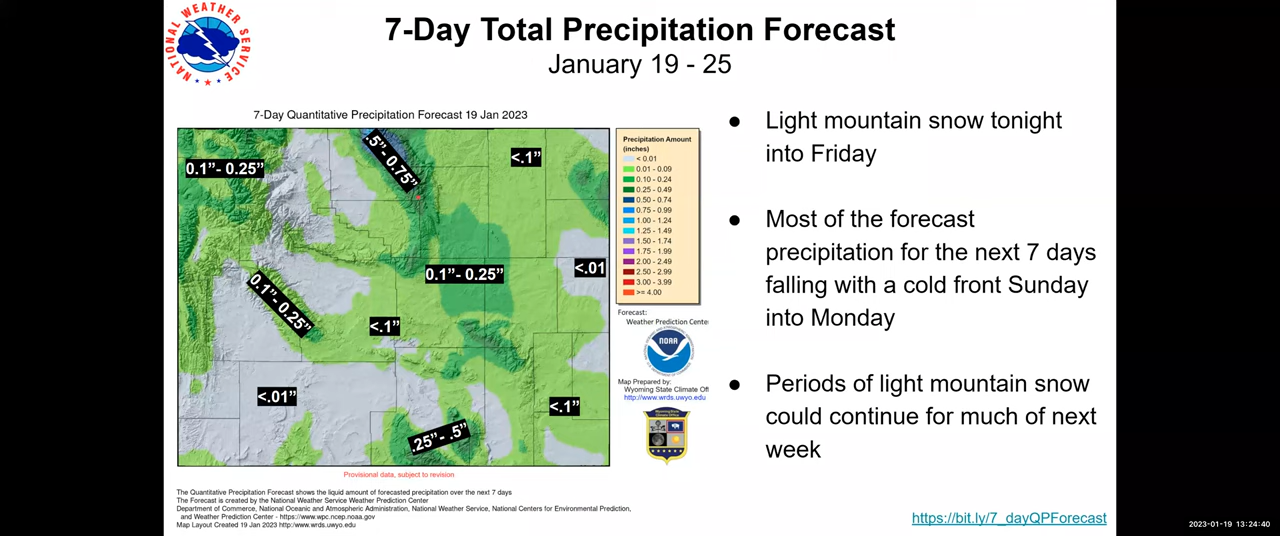 NATIONAL WEATHER SERVICE
7-Day Total Precipitation Forecast
January 19 - 25
7-Day Quantitative Precipitation Forecast 19 Jan 2023
0.1”- 0.25”
.5”- 0.75”
<.1”
<.01
0.1”- 0.25”
0.1”- 0.25”
<.1”
<.01”
<.1”
.25”- .5”
Precipitation Amount
(inches)
< 0.01
0.01 - 0.09
0.10 - 0.24
0.25 - 0.49
0.50 - 0.74
0.75 - 0.99
1.00 - 1.24
1.25 - 1.49
1.50 - 1.74
1.75 - 1.99
2.00 - 2.49
2.50 - 2.99
3.00 - 3.99
>= 4.00
Forecast:
Weather Prediction Cente
NOAA
Map Prepared by:
Wyoming State Climate Off
http://www.wrds.uwyo.edu
Provisional data, subject to revision
The Quantitative Precipitation Forecast shows the liquid amount of forecasted precipitation over the next 7 days
The Forecast is created by the National Weather Service Weather Prediction Center
Department of Commerce, National Oceanic and Atmospheric Administration, National Weather Service, National Centers for Environmental Prediction,
and Weather Prediction Center - https://www.wpc.ncep.noaa.gov
Map Layout Created 19 Jan 2023 http:/www.wrds.uwyo.edu
● Light mountain snow tonight
into Friday
● Most of the forecast
precipitation for the next 7 days
falling with a cold front Sunday
into Monday
● Periods of light mountain snow
could continue for much of next
week
https://bit.ly/7_dayQPForecast
2023-01-19 13:24:40